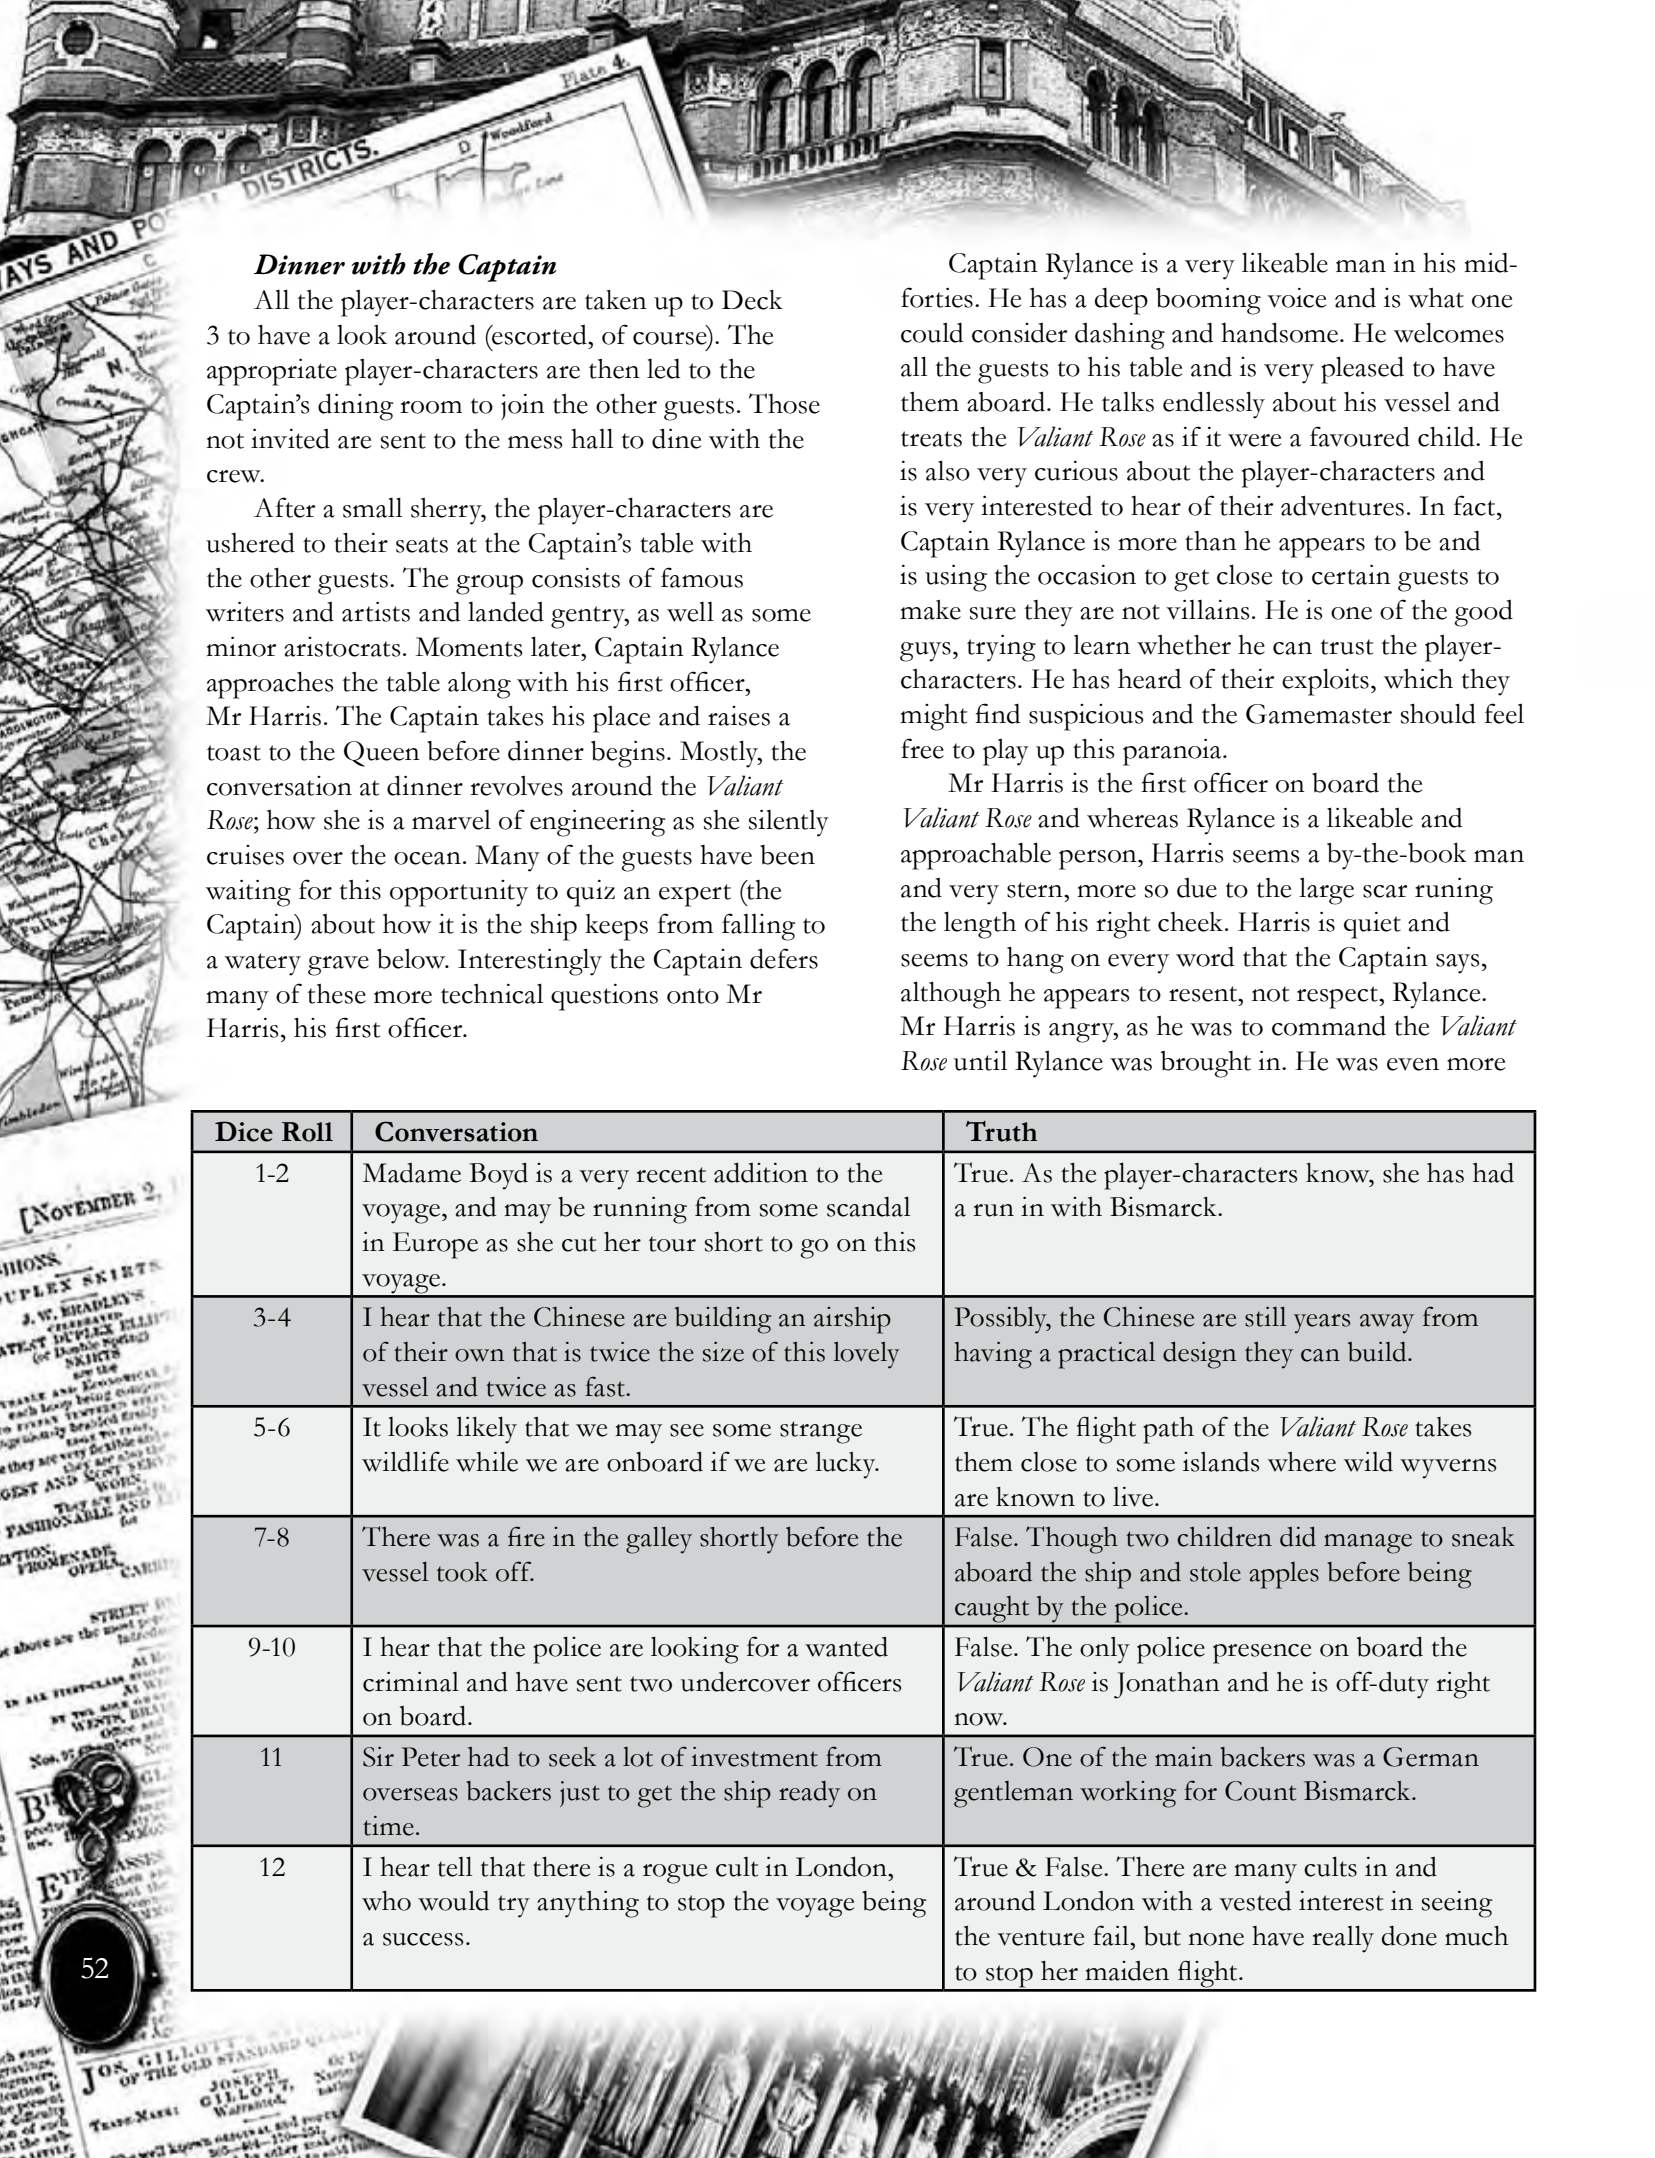 Plate 4.
D
Woodford
DISTRICTS.
AYS AND PO
C
N.
Dinner with the Captain
All the player-characters are taken up to Deck
3 to have a look around (escorted, of course). The
appropriate player-characters are then led to the
Captain’s dining room to join the other guests. Those
not invited are sent to the mess hall to dine with the
crew.
After a small sherry, the player-characters are
ushered to their seats at the Captain’s table with
the other guests. The group consists of famous
writers and artists and landed gentry, as well as some
minor aristocrats. Moments later, Captain Rylance
approaches the table along with his first officer,
Mr Harris. The Captain takes his place and raises a
toast to the Queen before dinner begins. Mostly, the
conversation at dinner revolves around the Valiant
Rose; how she is a marvel of engineering as she silently
cruises over the ocean. Many of the guests have been
waiting for this opportunity to quiz an expert (the
Captain) about how it is the ship keeps from falling to
a watery grave below. Interestingly the Captain defers
many of these more technical questions onto Mr
Harris, his first officer.
Captain Rylance is a very likeable man in his mid-
forties. He has a deep booming voice and is what one
could consider dashing and handsome. He welcomes
all the guests to his table and is very pleased to have
them aboard. He talks endlessly about his vessel and
treats the Valiant Rose as if it were a favoured child. He
is also very curious about the player-characters and
is very interested to hear of their adventures. In fact,
Captain Rylance is more than he appears to be and
is using the occasion to get close to certain guests to
make sure they are not villains. He is one of the good
guys, trying to learn whether he can trust the player-
characters. He has heard of their exploits, which they
might find suspicious and the Gamemaster should feel
free to play up this paranoia.
Mr Harris is the first officer on board the
Valiant Rose and whereas Rylance is a likeable and
approachable person, Harris seems a by-the-book man
and very stern, more so due to the large scar runing
the length of his right cheek. Harris is quiet and
seems to hang on every word that the Captain says,
although he appears to resent, not respect, Rylance.
Mr Harris is angry, as he was to command the Valiant
Rose until Rylance was brought in. He was even more
Dice Roll Conversation Truth
1-2 Madame Boyd is a very recent addition to the
voyage, and may be running from some scandal
in Europe as she cut her tour short to go on this
voyage.
True. As the player-characters know, she has had
a run in with Bismarck.
3-4 I hear that the Chinese are building an airship
of their own that is twice the size of this lovely
vessel and twice as fast.
Possibly, the Chinese are still years away from
having a practical design they can build.
5-6 It looks likely that we may see some strange
wildlife while we are onboard if we are lucky.
True. The flight path of the Valiant Rose takes
them close to some islands where wild wyverns
are known to live.
7-8 There was a fire in the galley shortly before the
vessel took off.
False. Though two children did manage to sneak
aboard the ship and stole apples before being
caught by the police.
9-10 I hear that the police are looking for a wanted
criminal and have sent two undercover officers
on board.
False. The only police presence on board the
Valiant Rose is Jonathan and he is off-duty right
now.
11 Sir Peter had to seek a lot of investment from
overseas backers just to get the ship ready on
time.
True. One of the main backers was a German
gentleman working for Count Bismarck.
12 I hear tell that there is a rogue cult in London,
who would try anything to stop the voyage being
a success.
True & False. There are many cults in and
around London with a vested interest in seeing
the venture fail, but none have really done much
to stop her maiden flight.
[NOVEMBER 2,
J. W. BRADLEY'S
SKIRTS
FASHIONABLE AND
PROMENADE,
OPERA,
52
JOS. GILLOTT
OF THE OLD STANDARD
JOSEPH
GILLOTT,
Warranted.
TRADE-MARK: